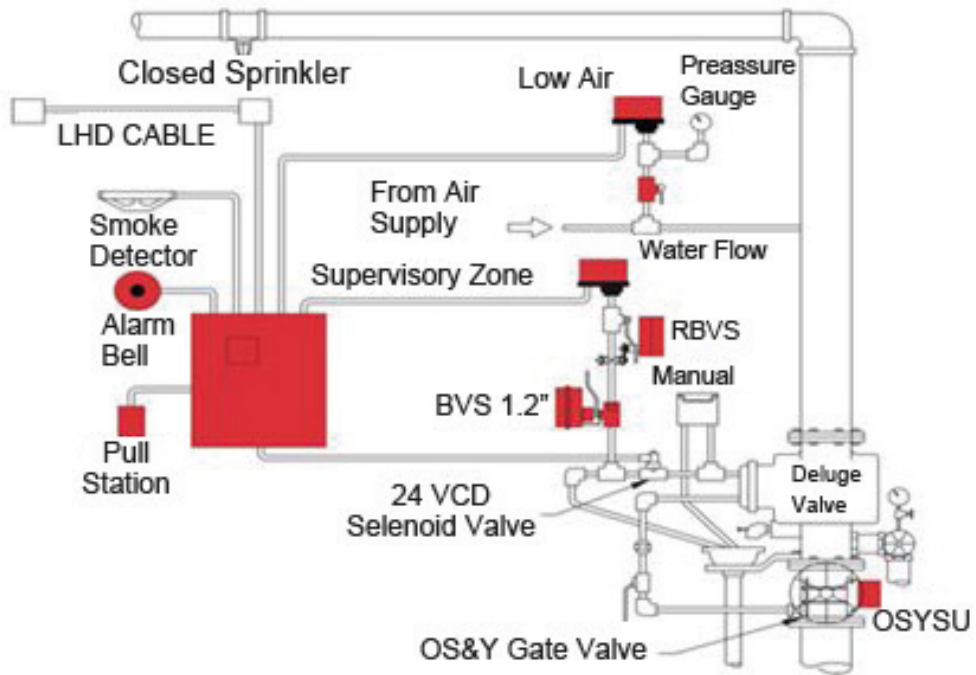 Closed Sprinkler
Low Air
Preassure
Gauge
LHD CABLE
From Air
Supply
Smoke
Detector
Water Flow
Supervisory Zone
Alarm
Bell
RBVS
Manual
BVS 1.2"
Pull
Station
24 VCD
Selenoid Valve
Deluge
Valve
OSYSU
OS&Y Gate Valve